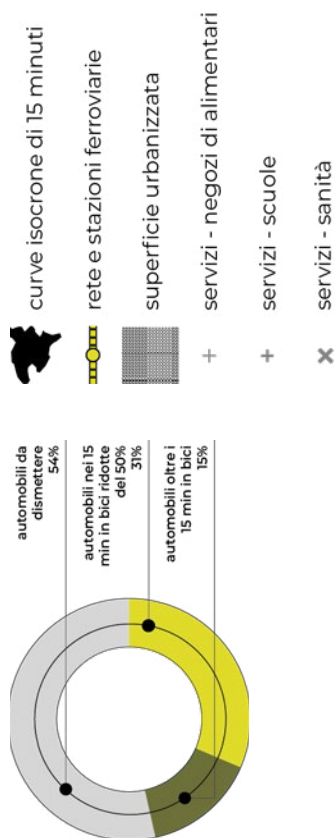 curve isocrone di 15 minuti
rete e stazioni ferroviarie
superficie urbanizzata
servizi - negozi di alimentari
servizi - scuole
servizi - sanità
automobili da
dismettere
54%
automobili nei 15
min in bici ridotte
del 50%
31%
automobili oltre i
15 min in bici
15%